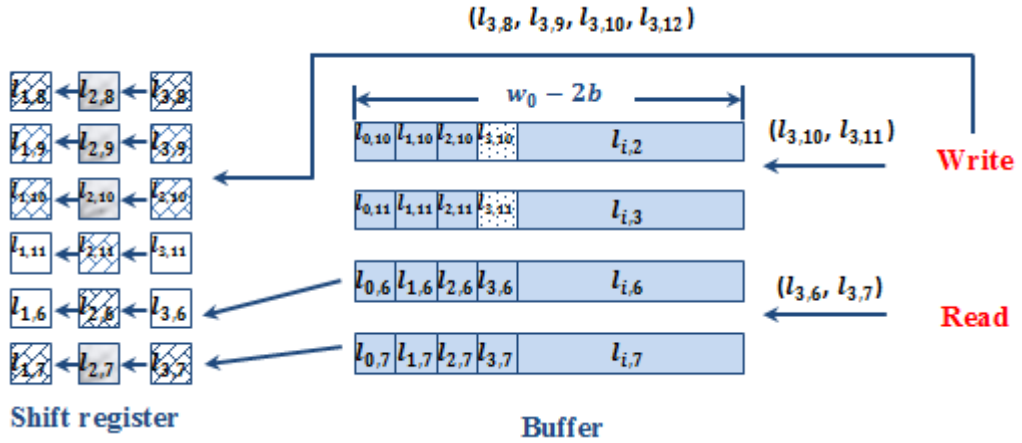 (l3,8, l3,9, l3,10, l3,12)
l1,8 l2,8 l3,8
w0 − 2b
l1,9 l2,9 l3,9
l0,10 l1,10 l2,10 l3,10 li,2
(l3,10, l3,11)
Write
l1,10 l2,10 l3,10
l0,11 l1,11 l2,11 l3,11 li,3
l1,11 l2,11 l3,11
l0,6 l1,6 l2,6 l3,6 li,6
(l3,6, l3,7)
Read
l1,6 l2,6 l3,6
l0,7 l1,7 l2,7 l3,7 li,7
l1,7 l2,7 l3,7
Shift register
Buffer